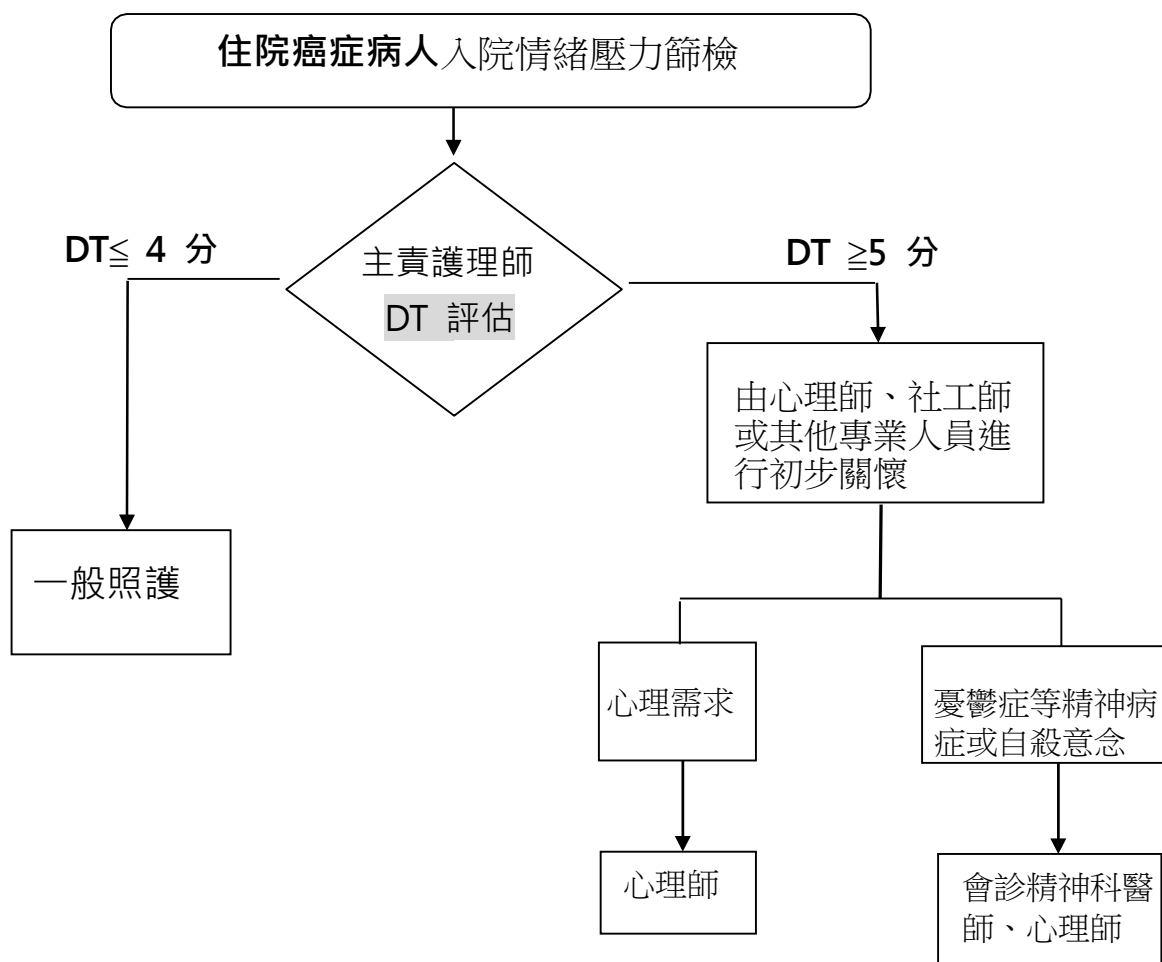 住院癌症病人入院情緒壓力篩檢
DT≦ 4 分
主責護理師
DT 評估
DT ≧5 分
由心理師、社工師
或其他專業人員進
行初步關懷
一般照護
心理需求
憂鬱症等精神病
症或自殺意念
心理師
會診精神科醫
師、心理師